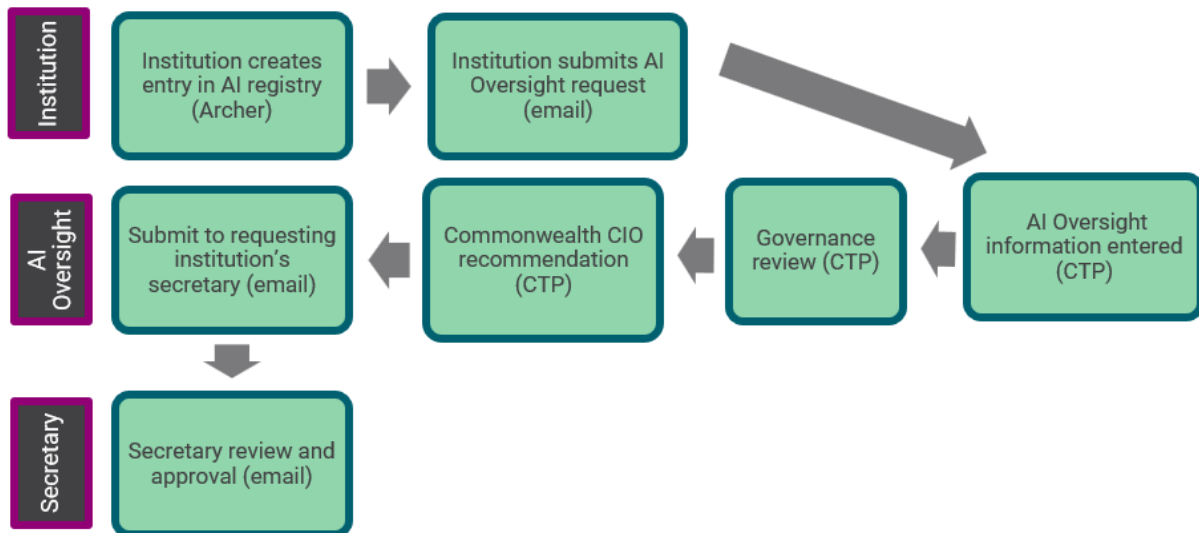 Institution
Institution creates
entry in AI registry
(Archer)
Institution submits AI
Oversight request
(email)
AI
Oversight
Submit to requesting
institution's
secretary (email)
Commonwealth CIO
recommendation
(CTP)
Governance
review (CTP)
AI Oversight
information entered
(CTP)
Secretary
Secretary review and
approval (email)